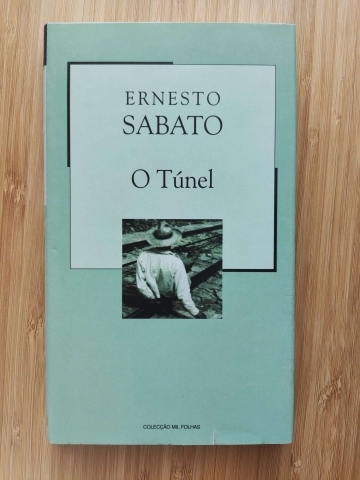 ERNESTO
SABATO
O Túnel
COLECÇÃO MIL FOLHAS